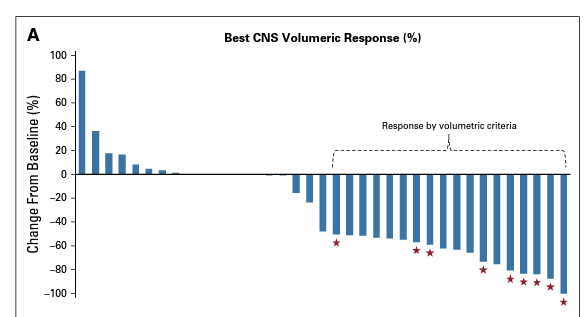 A
Best CNS Volumeric Response (%)
Change From Baseline (%)
100
80
60
40
20
0
–20
–40
–60
–80
–100
Response by volumetric criteria